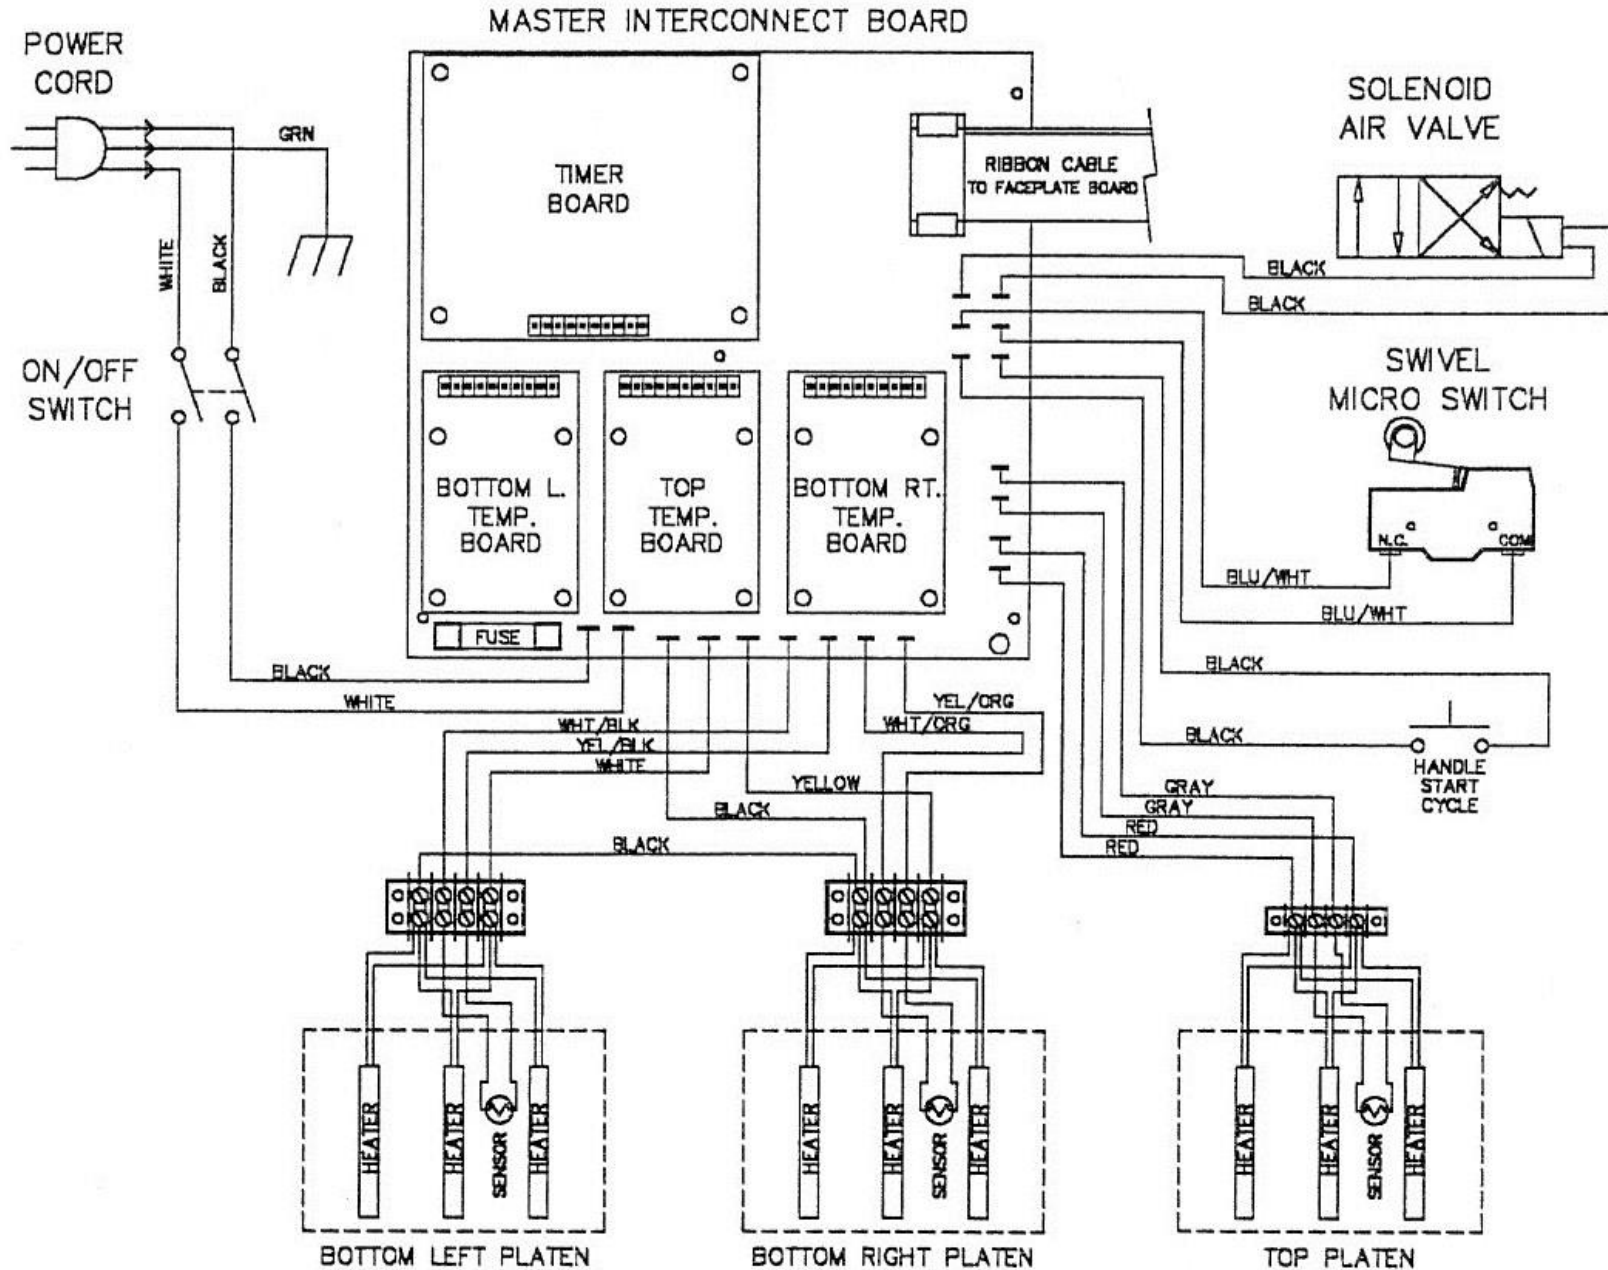 MASTER INTERCONNECT BOARD
POWER
CORD
GRN
WHITE
BLACK
ON/OFF
SWITCH
TIMER
BOARD
RIBBON CABLE
TO FACEPLATE BOARD
SOLENOID
AIR VALVE
BLACK
BLACK
SWIVEL
MICRO SWITCH
N.C.
COM
BLU/WHT
BLU/WHT
BOTTOM L.
TEMP.
BOARD
TOP
TEMP.
BOARD
BOTTOM RT.
TEMP.
BOARD
FUSE
BLACK
WHITE
WHT/BLK
YEL/BLK
WHITE
YEL/ORG
WHT/ORG
YELLOW
BLACK
BLACK
BLACK
BLACK
HANDLE
START
CYCLE
GRAY
GRAY
RED
RED
HEATER
HEATER
SENSOR
HEATER
BOTTOM LEFT PLATEN
HEATER
HEATER
SENSOR
HEATER
BOTTOM RIGHT PLATEN
HEATER
HEATER
SENSOR
HEATER
TOP PLATEN